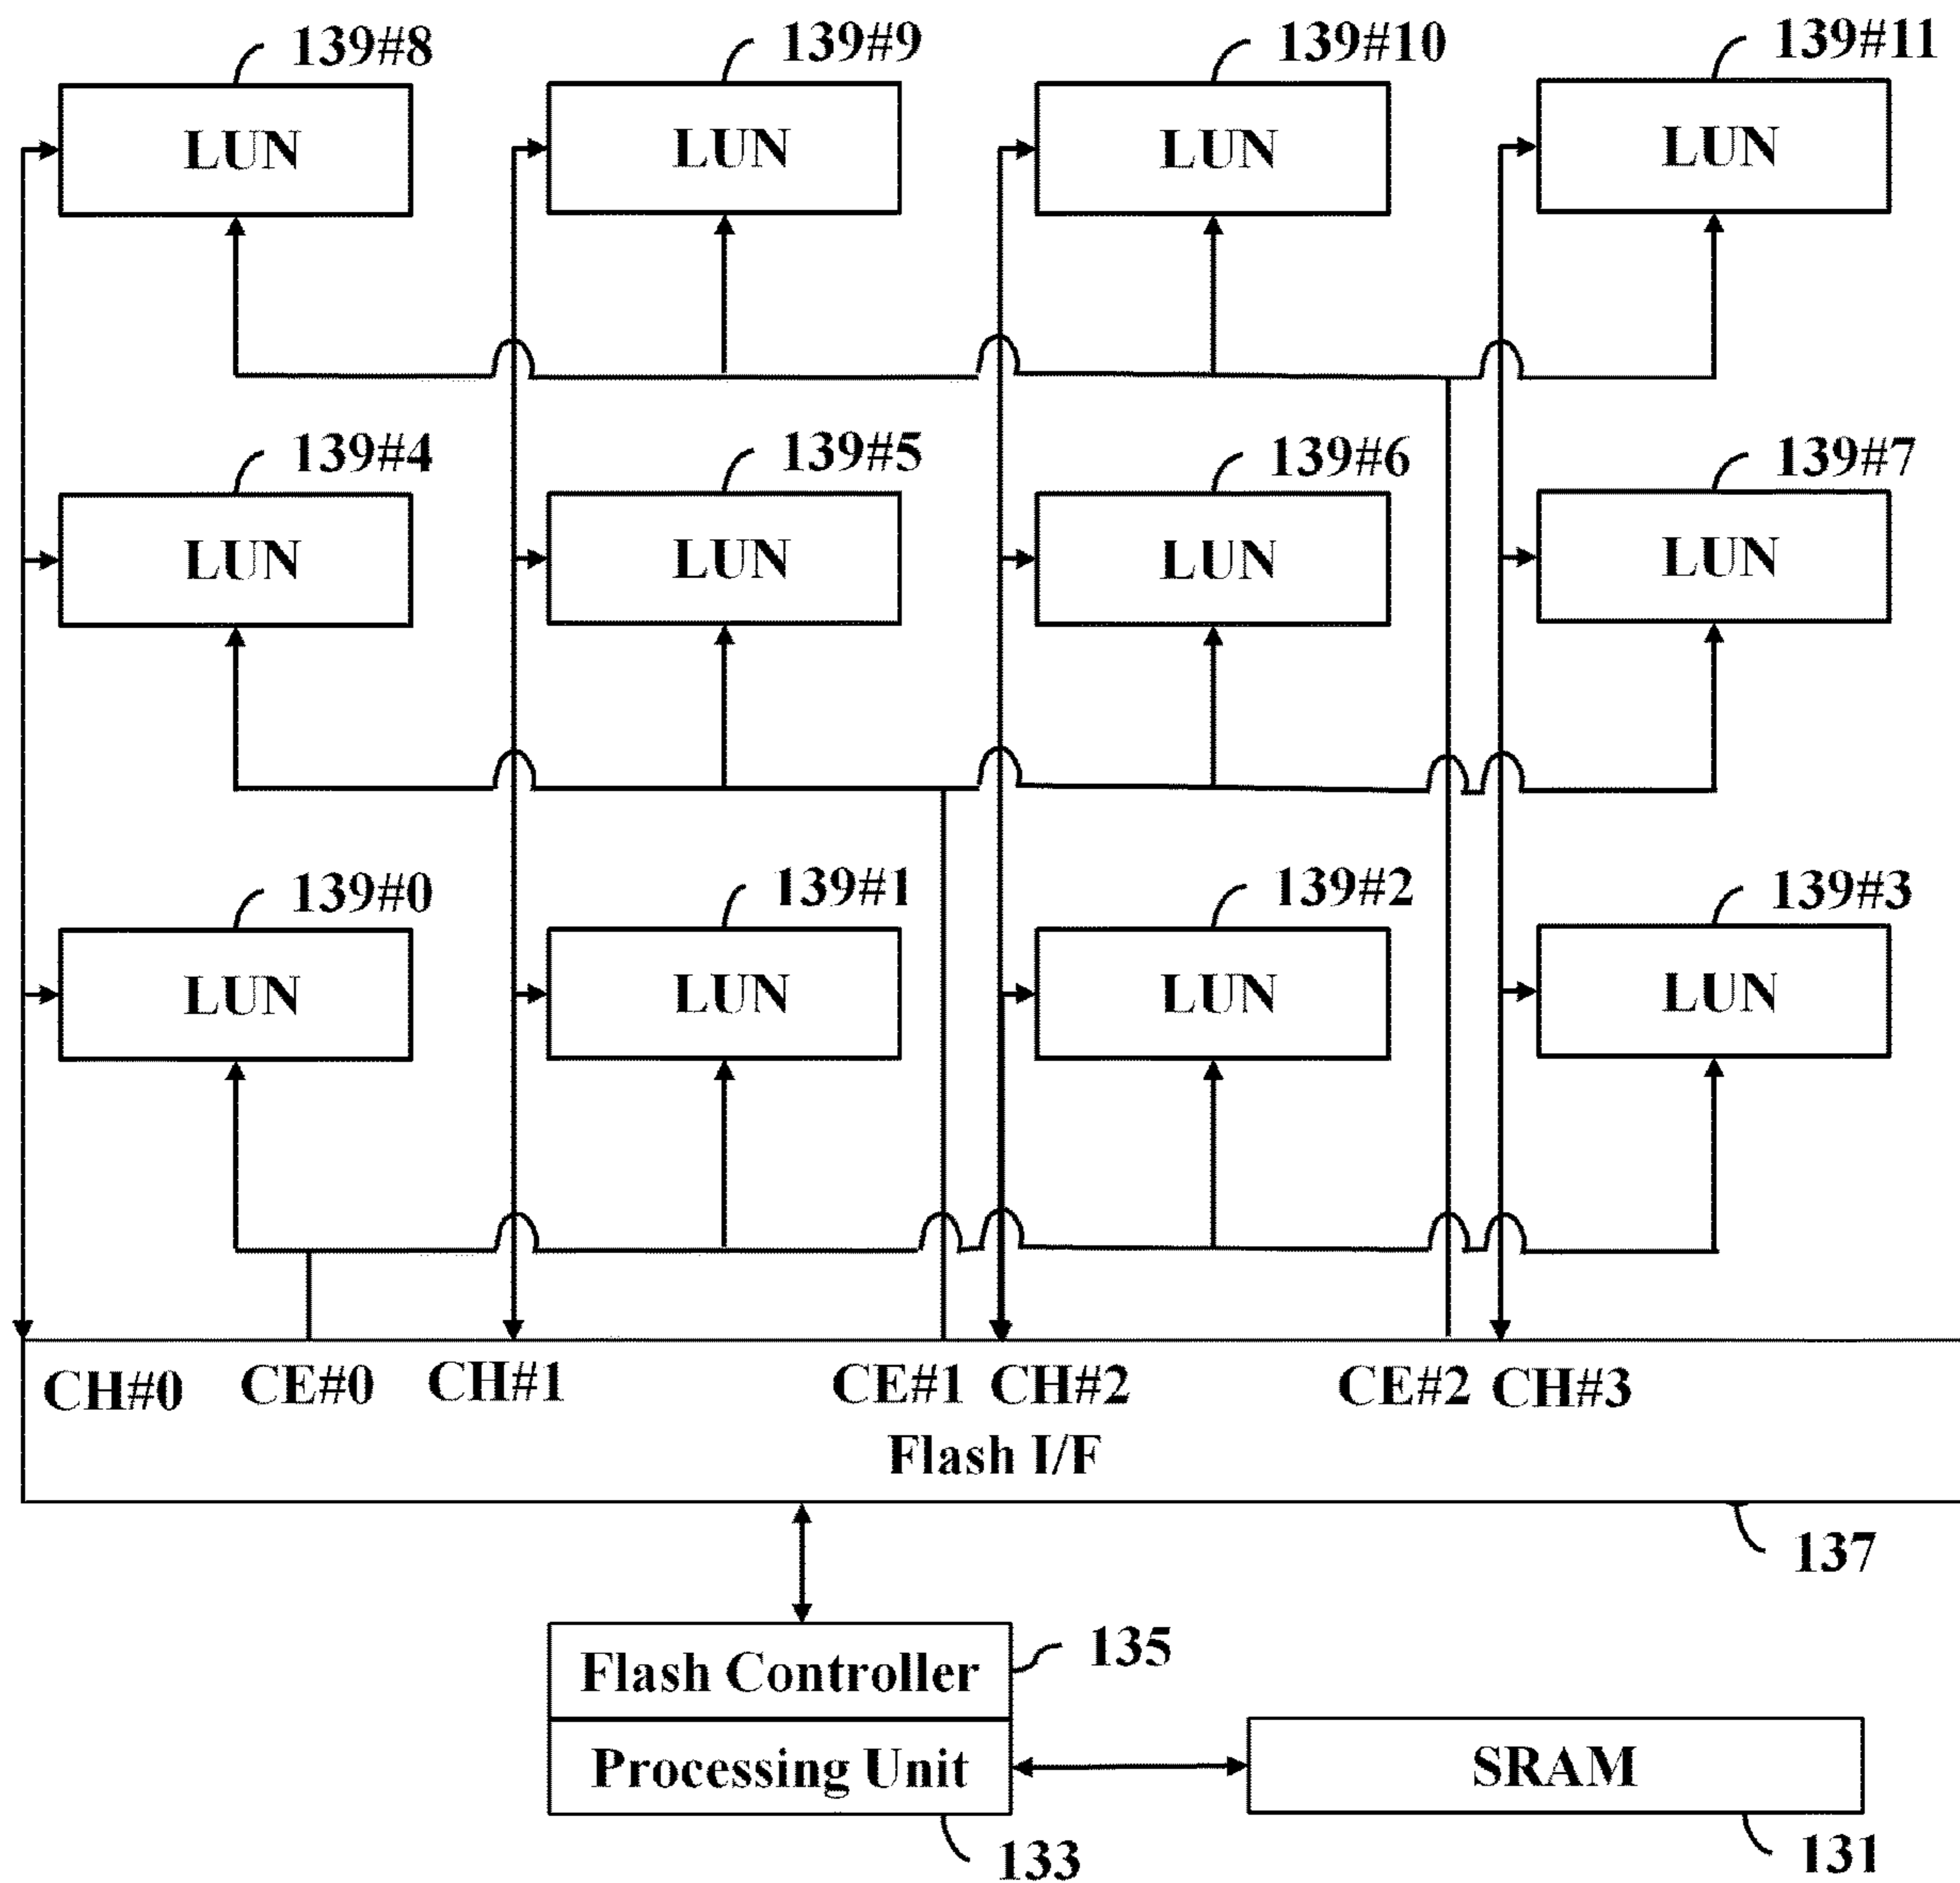 139#8 139#9 139#10 139#11
LUN LUN LUN LUN
139#4 139#5 139#6 139#7
LUN LUN LUN LUN
139#0 139#1 139#2 139#3
LUN LUN LUN LUN
CH#0 CE#0 CH#1 CE#1 CH#2 CE#2 CH#3
Flash I/F
137
Flash Controller 135
Processing Unit SRAM
133 131